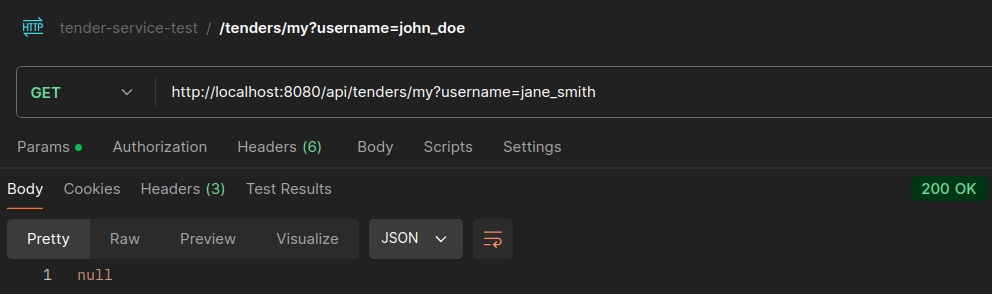 HTTP tender-service-test / /tenders/my?username=john_doe
GET http://localhost:8080/api/tenders/my?username=jane_smith
Params Authorization Headers (6) Body Scripts Settings
Body Cookies Headers (3) Test Results 200 OK
Pretty Raw Preview Visualize JSON
1 null